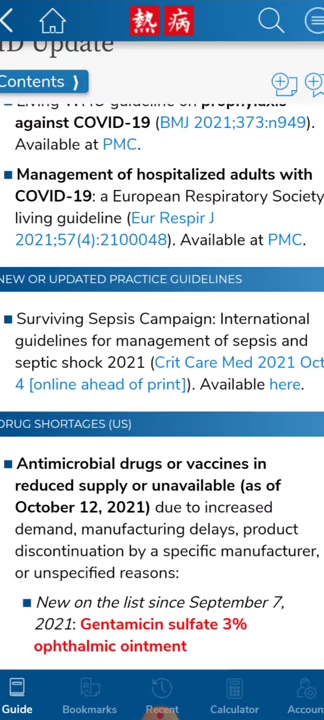 熱病
ID Update
Contents
Living WHO guideline on prophylaxis
against COVID-19 (BMJ 2021;373:n949).
Available at PMC.
Management of hospitalized adults with
COVID-19: a European Respiratory Society
living guideline (Eur Respir J
2021;57(4):2100048). Available at PMC.
NEW OR UPDATED PRACTICE GUIDELINES
Surviving Sepsis Campaign: International
guidelines for management of sepsis and
septic shock 2021 (Crit Care Med 2021 Oct
4 [online ahead of print]). Available here.
DRUG SHORTAGES (US)
Antimicrobial drugs or vaccines in
reduced supply or unavailable (as of
October 12, 2021) due to increased
demand, manufacturing delays, product
discontinuation by a specific manufacturer,
or unspecified reasons:
New on the list since September 7,
2021: Gentamicin sulfate 3%
ophthalmic ointment
Guide Bookmarks Recent Calculator Accoun